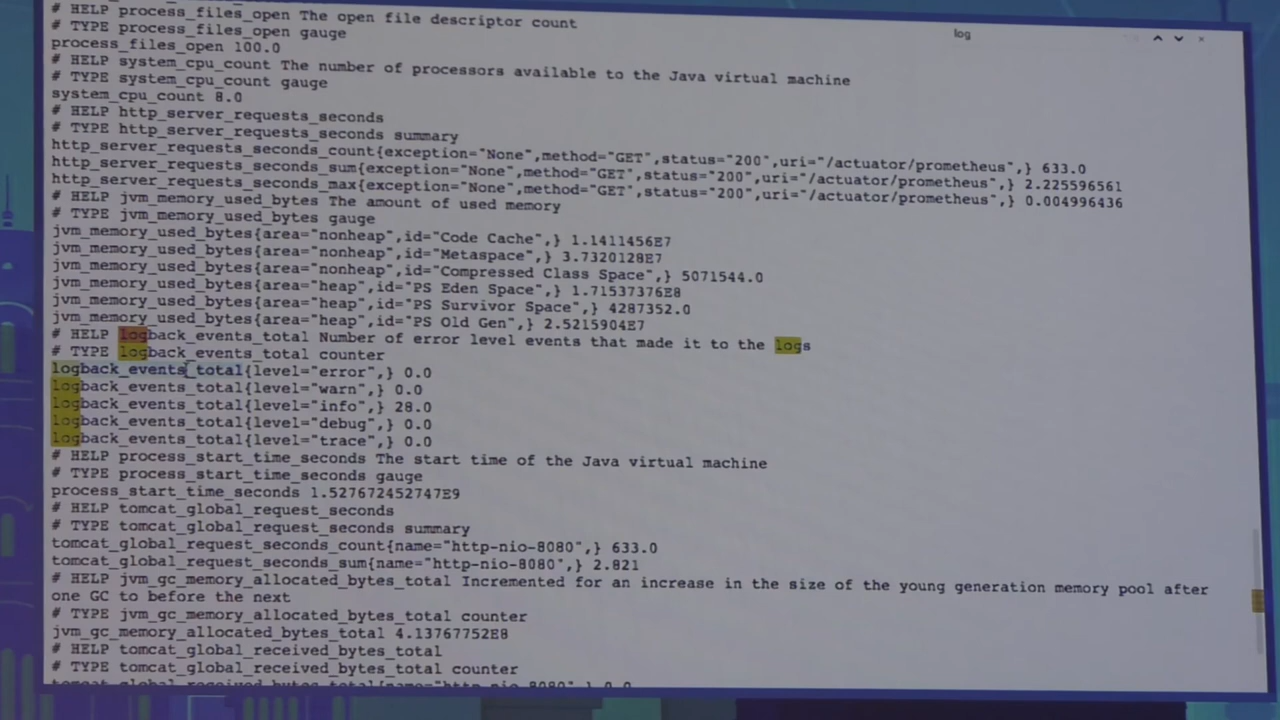 # HELP process_files_open The open file descriptor count
# TYPE process_files_open gauge
process_files_open 100.0
log
# HELP system_cpu_count The number of processors available to the Java virtual machine
# TYPE system_cpu_count gauge
system_cpu_count 8.0
# HELP http_server_requests_seconds
# TYPE http_server_requests_seconds summary
http_server_requests_seconds_count{exception="None",method="GET",status="200",uri="/actuator/prometheus",} 633.0
http_server_requests_seconds_sum{exception="None",method="GET",status="200",uri="/actuator/prometheus",} 2.225596561
http_server_requests_seconds_max{exception="None",method="GET",status="200",uri="/actuator/prometheus",} 0.004996436
# HELP jvm_memory_used_bytes The amount of used memory
# TYPE jvm_memory_used_bytes gauge
jvm_memory_used_bytes{area="nonheap",id="Code Cache",} 1.1411456E7
jvm_memory_used_bytes{area="nonheap",id="Metaspace",} 3.7320128E7
jvm_memory_used_bytes{area="nonheap",id="Compressed Class Space",} 5071544.0
jvm_memory_used_bytes{area="heap",id="PS Eden Space",} 1.71537376E8
jvm_memory_used_bytes{area="heap",id="PS Survivor Space",} 4287352.0
jvm_memory_used_bytes{area="heap",id="PS Old Gen",} 2.5215904E7
# HELP logback_events_total Number of error level events that made it to the logs
# TYPE logback_events_total counter
logback_events_total{level="error",} 0.0
logback_events_total{level="warn",} 0.0
logback_events_total{level="info",} 28.0
logback_events_total{level="debug",} 0.0
logback_events_total{level="trace",} 0.0
# HELP process_start_time_seconds The start time of the Java virtual machine
# TYPE process_start_time_seconds gauge
process_start_time_seconds 1.527672452747E9
# HELP tomcat_global_request_seconds
# TYPE tomcat_global_request_seconds summary
tomcat_global_request_seconds_count{name="http-nio-8080",} 633.0
tomcat_global_request_seconds_sum{name="http-nio-8080",} 2.821
# HELP jvm_gc_memory_allocated_bytes_total Incremented for an increase in the size of the young generation memory pool after
one GC to before the next
# TYPE jvm_gc_memory_allocated_bytes_total counter
jvm_gc_memory_allocated_bytes_total 4.13767752E8
# HELP tomcat_global_received_bytes_total
# TYPE tomcat_global_received_bytes_total counter
tomcat_global_received_bytes_total{name="http-nio-8080",} 0.0